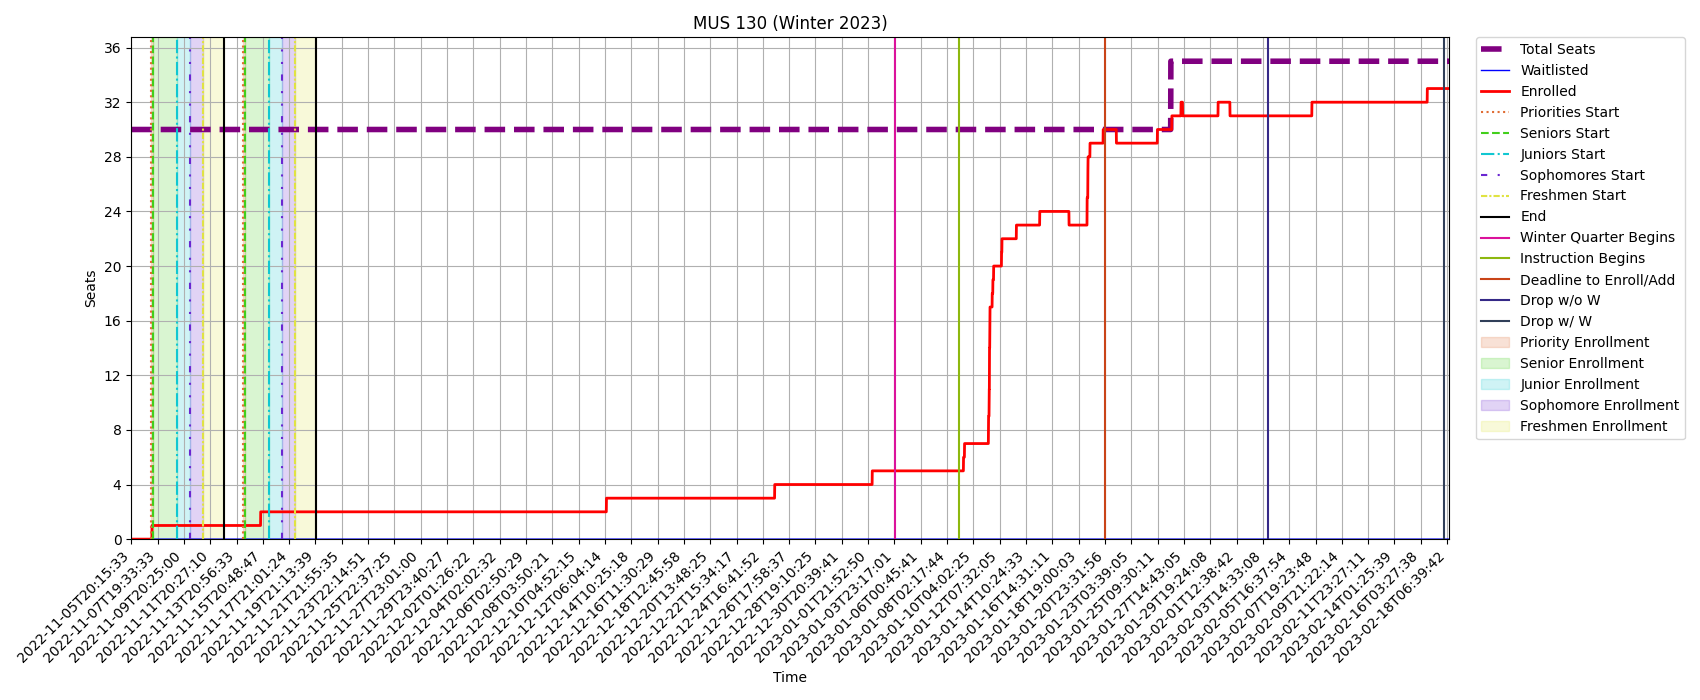 MUS 130 (Winter 2023)
Seats
36
32
28
24
20
16
12
8
4
0
2022-11-05T20:15:33
2022-11-07T19:33:33
2022-11-09T20:25:00
2022-11-11T20:27:10
2022-11-13T20:56:33
2022-11-15T20:48:47
2022-11-17T21:01:24
2022-11-19T21:13:39
2022-11-21T21:55:35
2022-11-23T22:14:51
2022-11-25T22:37:25
2022-11-27T23:01:00
2022-11-29T23:40:27
2022-12-02T01:26:22
2022-12-04T02:02:32
2022-12-06T02:50:29
2022-12-08T03:50:21
2022-12-10T04:52:15
2022-12-12T06:04:14
2022-12-14T10:25:18
2022-12-16T11:30:29
2022-12-18T12:45:58
2022-12-20T13:48:25
2022-12-22T15:34:17
2022-12-24T16:41:52
2022-12-26T17:58:37
2022-12-28T19:10:25
2022-12-30T20:39:41
2023-01-01T21:52:50
2023-01-03T23:17:01
2023-01-06T00:45:41
2023-01-08T02:17:44
2023-01-10T04:02:25
2023-01-12T07:32:05
2023-01-14T10:24:33
2023-01-16T14:31:11
2023-01-18T19:00:03
2023-01-20T23:31:56
2023-01-23T03:39:05
2023-01-25T09:30:11
2023-01-27T14:43:05
2023-01-29T19:24:08
2023-02-01T12:38:42
2023-02-03T14:33:08
2023-02-05T16:37:54
2023-02-07T19:23:48
2023-02-09T21:22:14
2023-02-11T23:27:11
2023-02-14T01:25:39
2023-02-16T03:27:38
2023-02-18T06:39:42
Time
Total Seats
Waitlisted
Enrolled
Priorities Start
Seniors Start
Juniors Start
Sophomores Start
Freshmen Start
End
Winter Quarter Begins
Instruction Begins
Deadline to Enroll/Add
Drop w/o W
Drop w/ W
Priority Enrollment
Senior Enrollment
Junior Enrollment
Sophomore Enrollment
Freshmen Enrollment